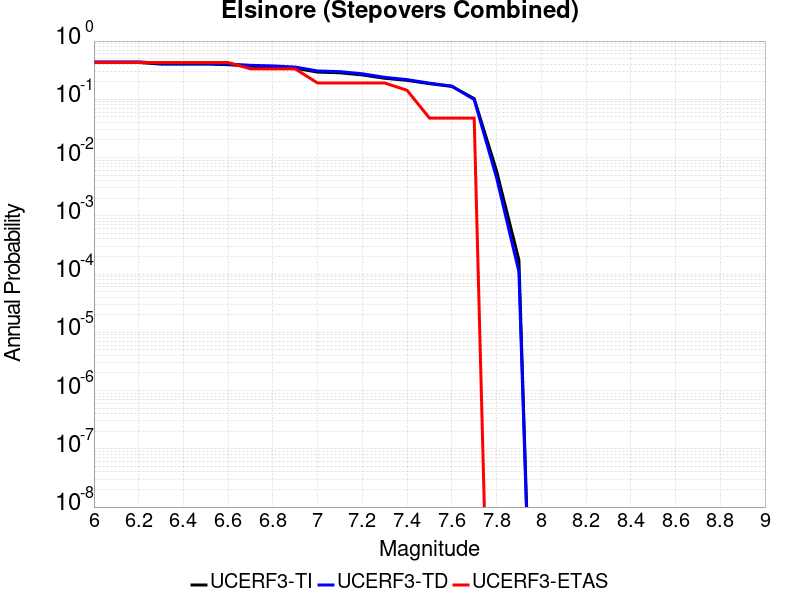 Elsinore (Stepovers Combined)
10^0
10^-1
10^-2
10^-3
10^-4
10^-5
10^-6
10^-7
10^-8
Annual Probability
6 6.2 6.4 6.6 6.8 7 7.2 7.4 7.6 7.8 8 8.2 8.4 8.6 8.8 9
Magnitude
UCERF3-TI UCERF3-TD UCERF3-ETAS